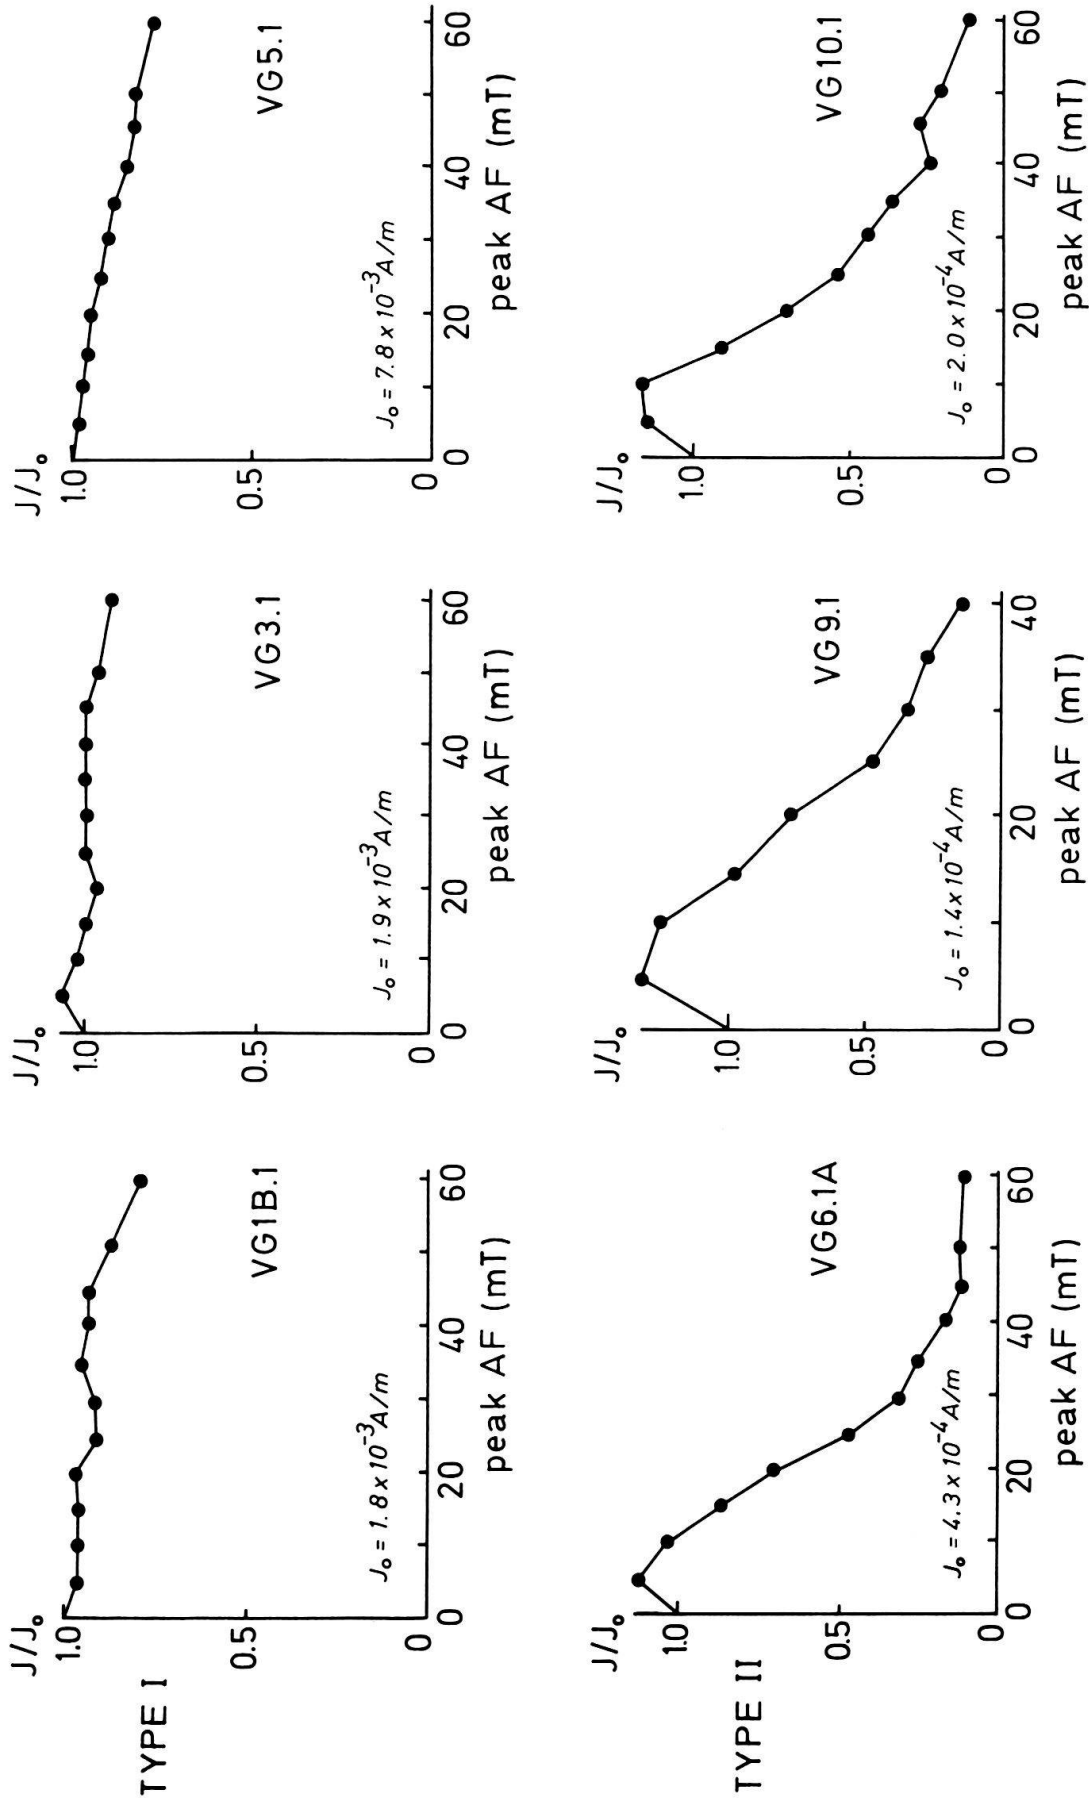 TYPE I
J/J₀
1.0
0.5
0
VG1B.1
J₀ = 1.8 x 10⁻³ A/m
0 20 40 60
peak AF (mT)
J/J₀
1.0
0.5
0
VG3.1
J₀ = 1.9 x 10⁻³ A/m
0 20 40 60
peak AF (mT)
J/J₀
1.0
0.5
0
VG5.1
J₀ = 7.8 x 10⁻³ A/m
0 20 40 60
peak AF (mT)
TYPE II
J/J₀
1.0
0.5
0
VG6.1A
J₀ = 4.3 x 10⁻⁴ A/m
0 20 40 60
peak AF (mT)
J/J₀
1.0
0.5
0
VG9.1
J₀ = 1.4 x 10⁻⁴ A/m
0 20 40
peak AF (mT)
J/J₀
1.0
0.5
0
VG10.1
J₀ = 2.0 x 10⁻⁴ A/m
0 20 40 60
peak AF (mT)